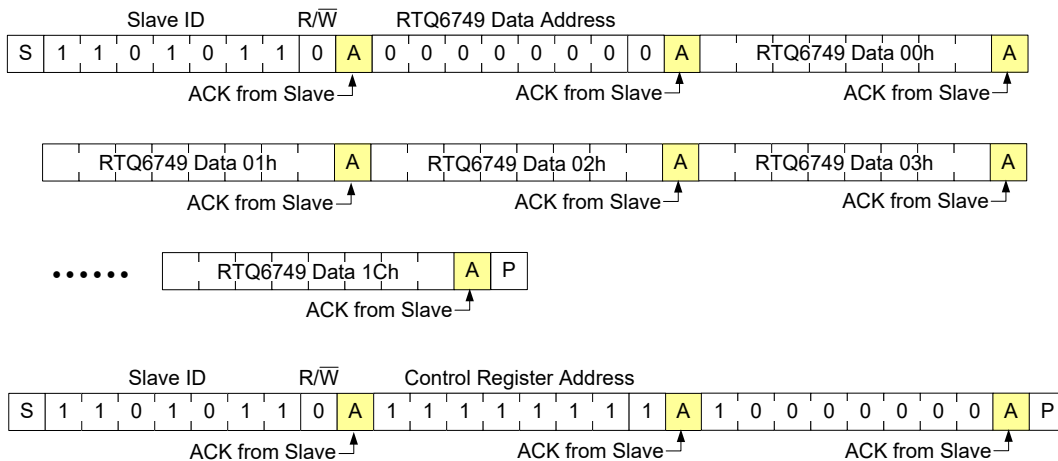 Slave ID R/W̅ RTQ6749 Data Address
S 1 1 0 1 0 1 1 0 A 0 0 0 0 0 0 0 0 A RTQ6749 Data 00h A
ACK from Slave ACK from Slave ACK from Slave
RTQ6749 Data 01h A RTQ6749 Data 02h A RTQ6749 Data 03h A
ACK from Slave ACK from Slave ACK from Slave
•••••• RTQ6749 Data 1Ch A P
ACK from Slave
Slave ID R/W̅ Control Register Address
S 1 1 0 1 0 1 1 0 A 1 1 1 1 1 1 1 1 A 1 0 0 0 0 0 0 0 A P
ACK from Slave ACK from Slave ACK from Slave